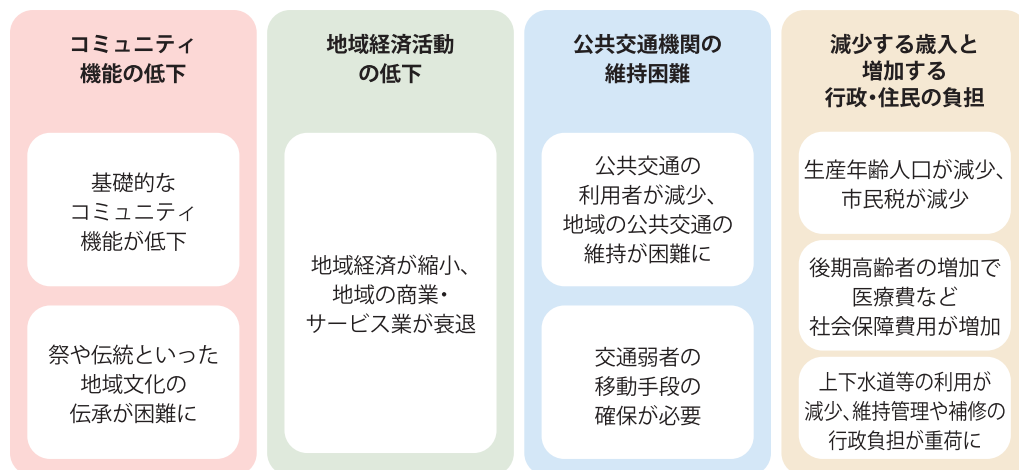 コミュニティ
機能の低下
基礎的な
コミュニティ
機能が低下
祭や伝統といった
地域文化の
伝承が困難に
地域経済活動
の低下
地域経済が縮小、
地域の商業・
サービス業が衰退
公共交通機関の
維持困難
公共交通の
利用者が減少、
地域の公共交通の
維持が困難に
交通弱者の
移動手段の
確保が必要
減少する歳入と
増加する
行政・住民の負担
生産年齢人口が減少、
市民税が減少
後期高齢者の増加で
医療費など
社会保障費用が増加
上下水道等の利用が
減少、維持管理や補修の
行政負担が重荷に